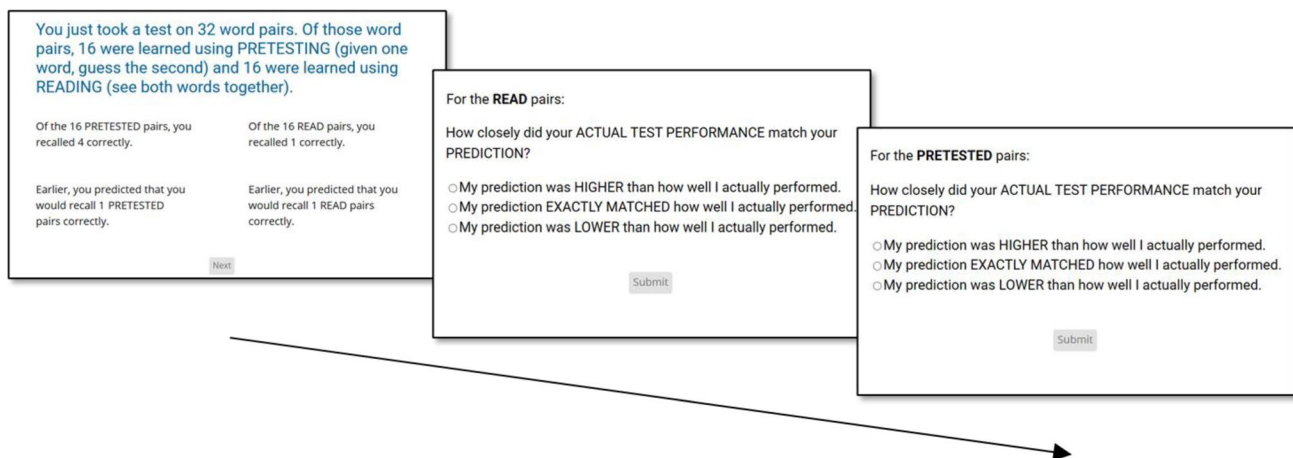 You just took a test on 32 word pairs. Of those word
pairs, 16 were learned using PRETESTING (given one
word, guess the second) and 16 were learned using
READING (see both words together).
Of the 16 PRETESTED pairs, you
recalled 4 correctly.
Of the 16 READ pairs, you
recalled 1 correctly.
Earlier, you predicted that you
would recall 1 PRETESTED
pairs correctly.
Earlier, you predicted that you
would recall 1 READ pairs
correctly.
Next
For the READ pairs:
How closely did your ACTUAL TEST PERFORMANCE match your
PREDICTION?
My prediction was HIGHER than how well I actually performed.
My prediction EXACTLY MATCHED how well I actually performed.
My prediction was LOWER than how well I actually performed.
Submit
For the PRETESTED pairs:
How closely did your ACTUAL TEST PERFORMANCE match your
PREDICTION?
My prediction was HIGHER than how well I actually performed.
My prediction EXACTLY MATCHED how well I actually performed.
My prediction was LOWER than how well I actually performed.
Submit